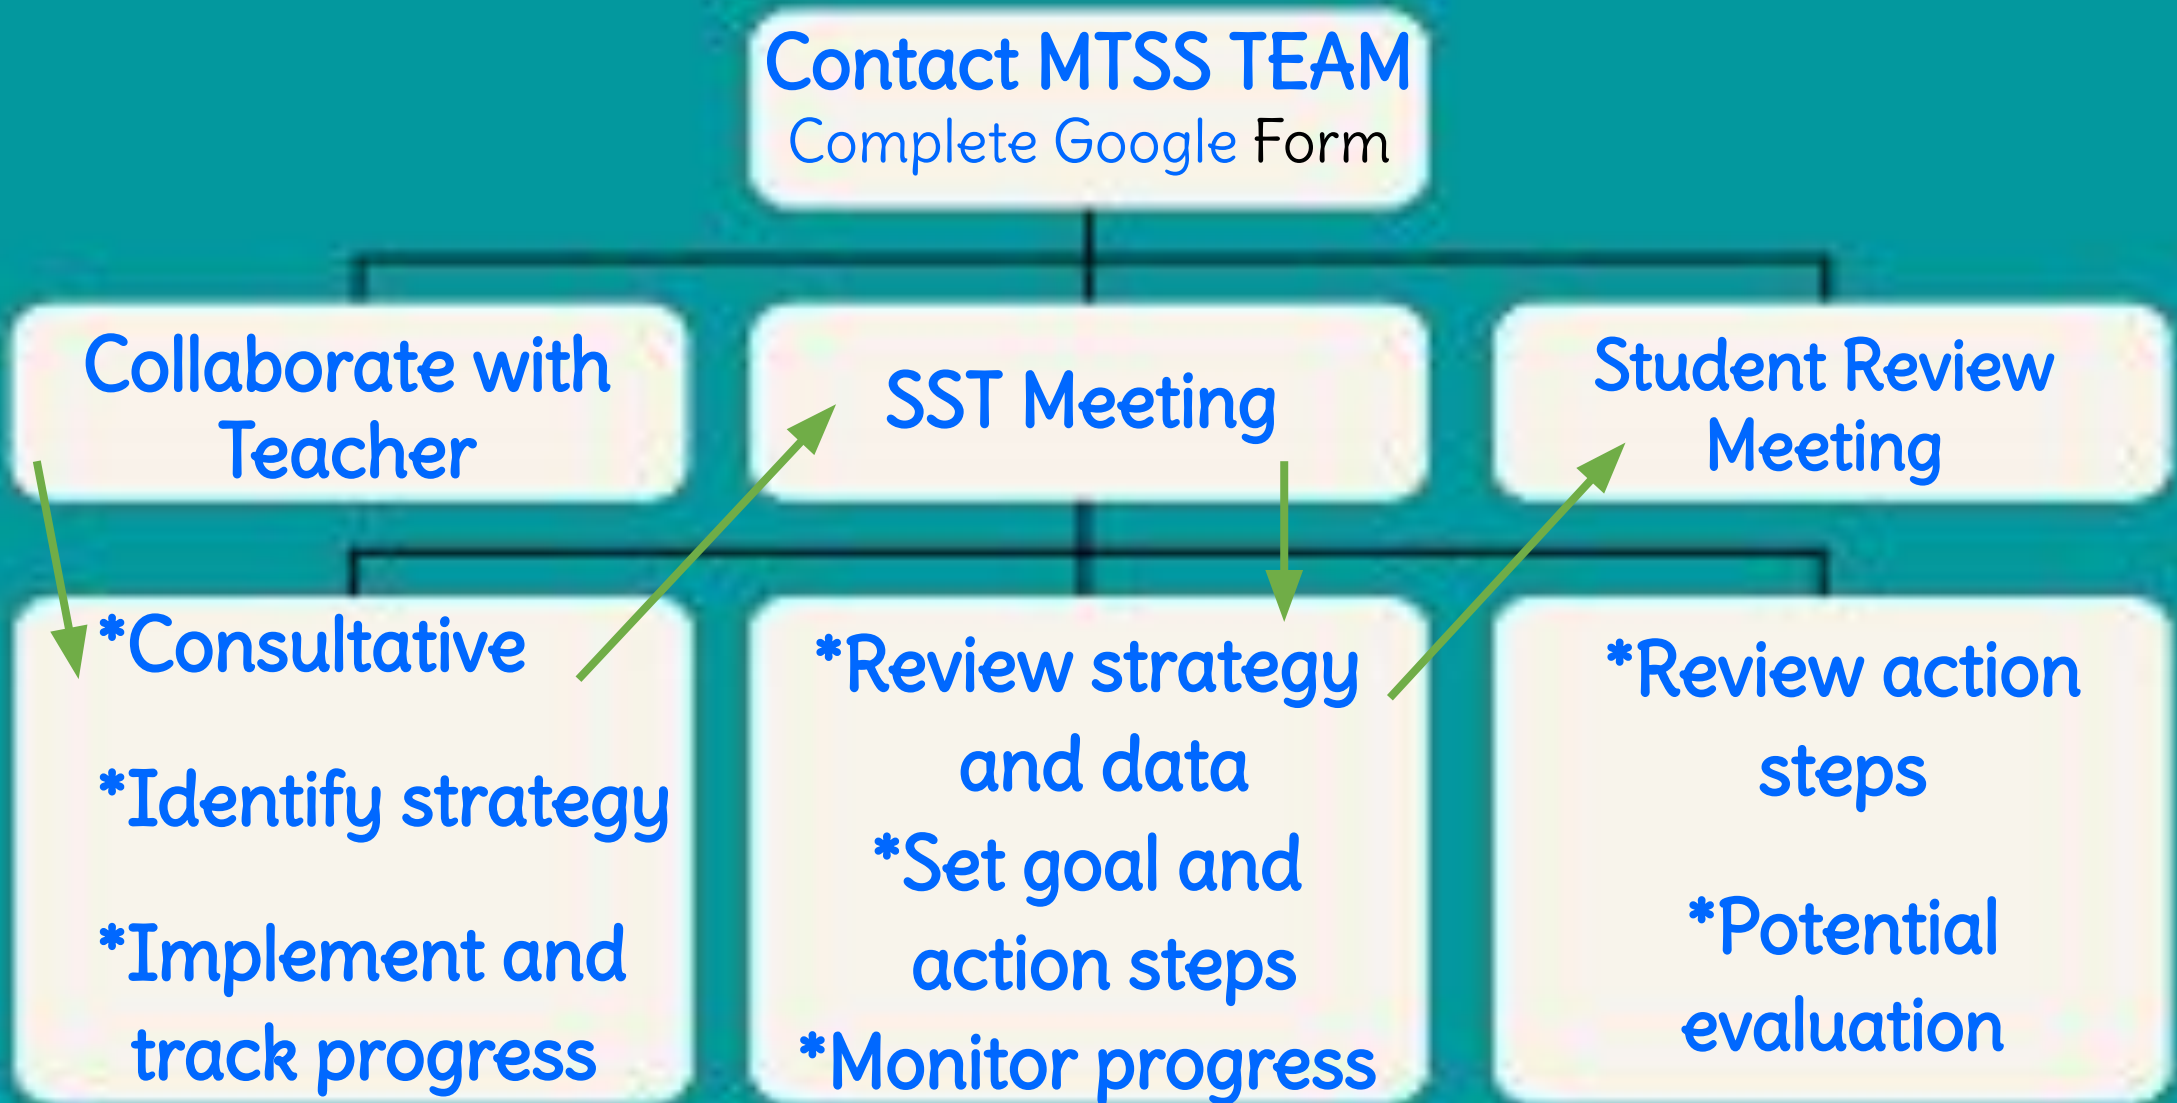 Contact MTSS TEAM
Complete Google Form
Collaborate with
Teacher
SST Meeting
Student Review
Meeting
*Consultative
*Identify strategy
*Implement and
track progress
*Review strategy
and data
*Set goal and
action steps
*Monitor progress
*Review action
steps
*Potential
evaluation